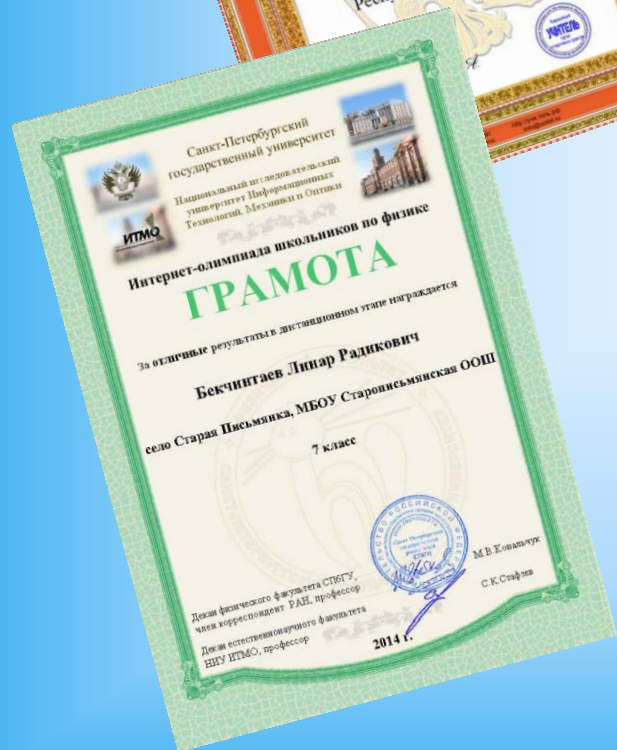 УЧИТЕЛЬ
Санкт-Петербургский
государственный университет
Национальный исследовательский
университет Информационных
Технологий, Механики и Оптики
ИТМО
Интернет-олимпиада школьников по физике
ГРАМОТА
За отличные результаты в дистанционном этапе награждается
Бекчинтаев Линар Радикович
село Старая Письмянка, МБОУ Старописьмянская ООШ
7 класс
Декан физического факультета СПбГУ,
член корреспондент РАН, профессор
М.В.Ковальчук
Декан естественнонаучного факультета
НИУ ИТМО, профессор
С.К.Стафеев
2014 г.